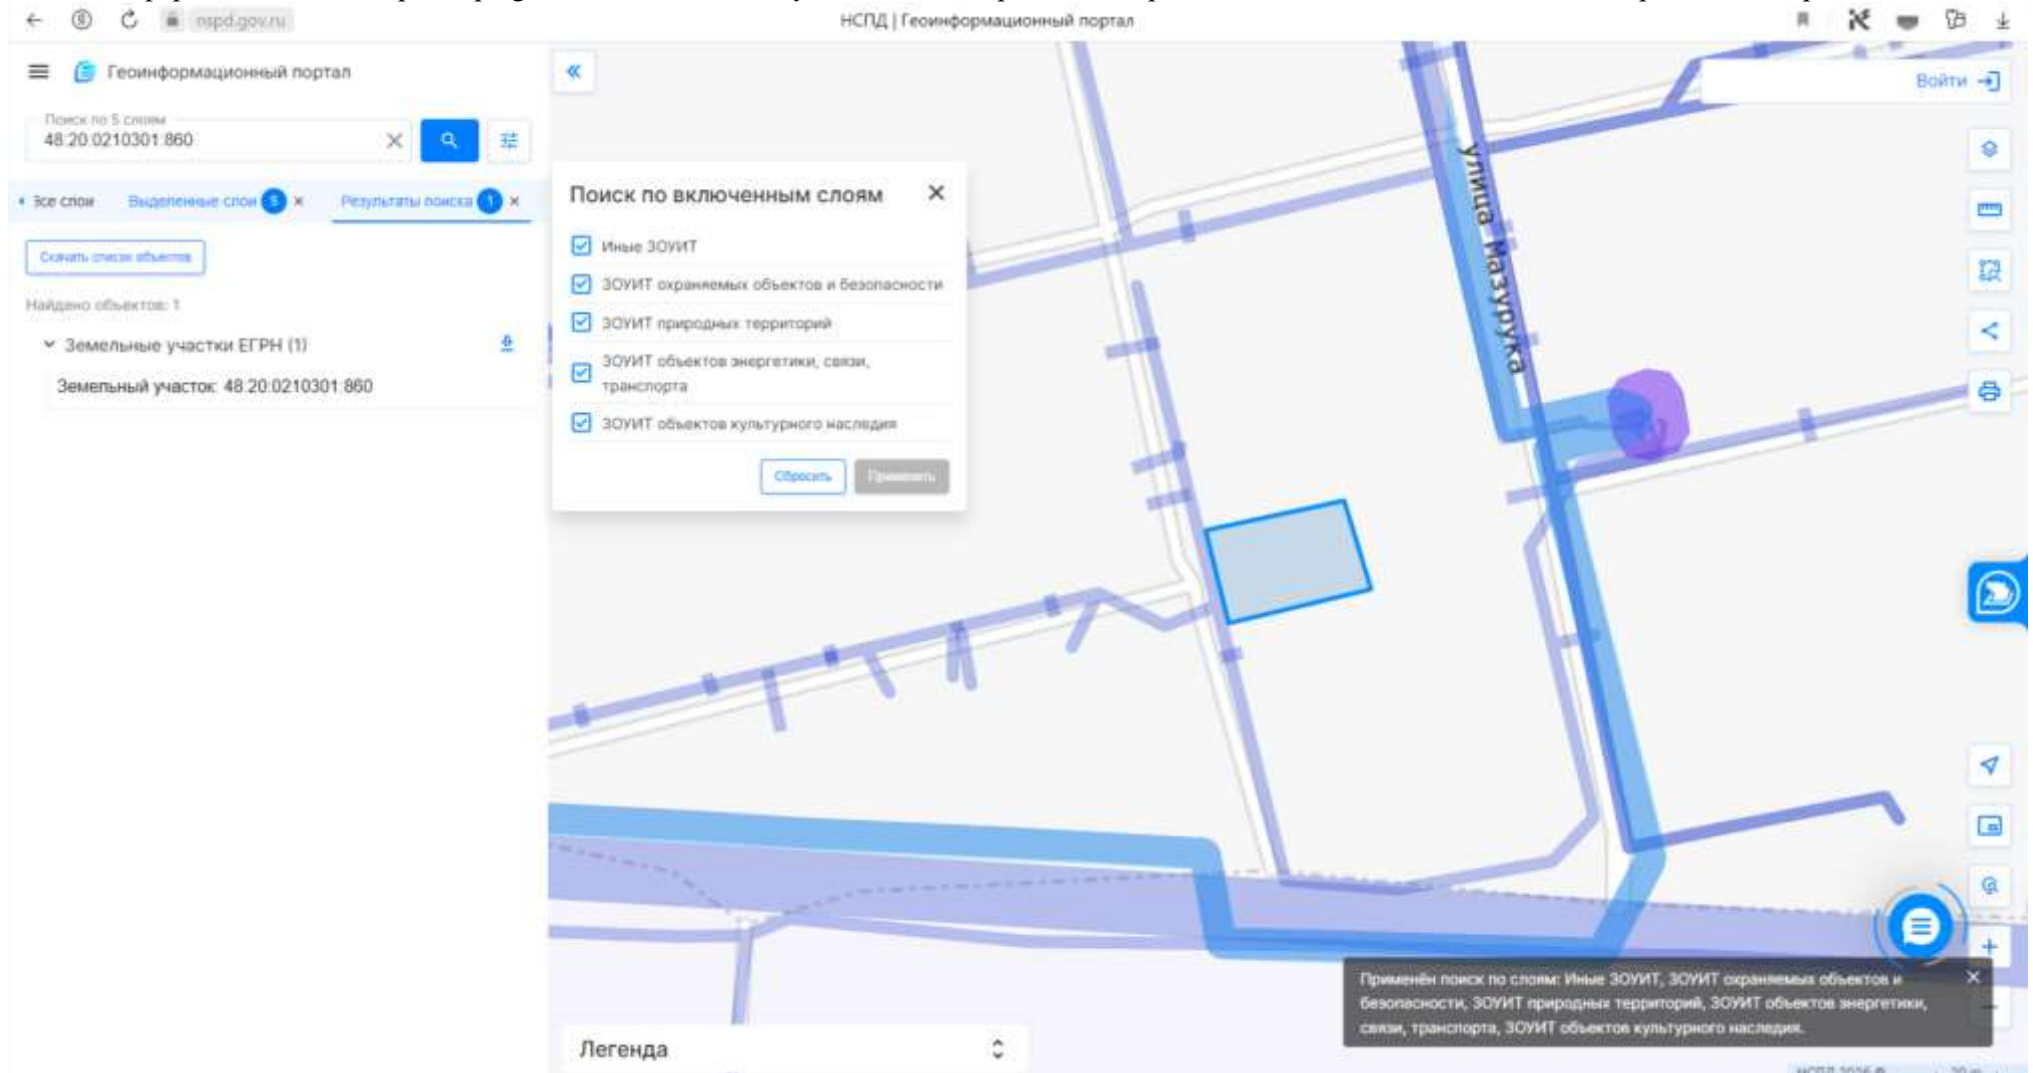 nspd.gov.ru
НСПД | Геоинформационный портал
Геоинформационный портал
Войти
Поиск по 5 слоям
48:20:0210301:860
Все слои Выделенные слои 5 × Результаты поиска 1 ×
Скачать список объектов
Найдено объектов: 1
Земельные участки ЕГРН (1)
Земельный участок: 48:20:0210301:860
Поиск по включенным слоям
Иные ЗОУИТ
ЗОУИТ охраняемых объектов и безопасности
ЗОУИТ природных территорий
ЗОУИТ объектов энергетики, связи,
транспорта
ЗОУИТ объектов культурного наследия
Сбросить Применить
улица Мазурука
Применён поиск по слоям: Иные ЗОУИТ, ЗОУИТ охраняемых объектов и
безопасности, ЗОУИТ природных территорий, ЗОУИТ объектов энергетики,
связи, транспорта, ЗОУИТ объектов культурного наследия.
Легенда